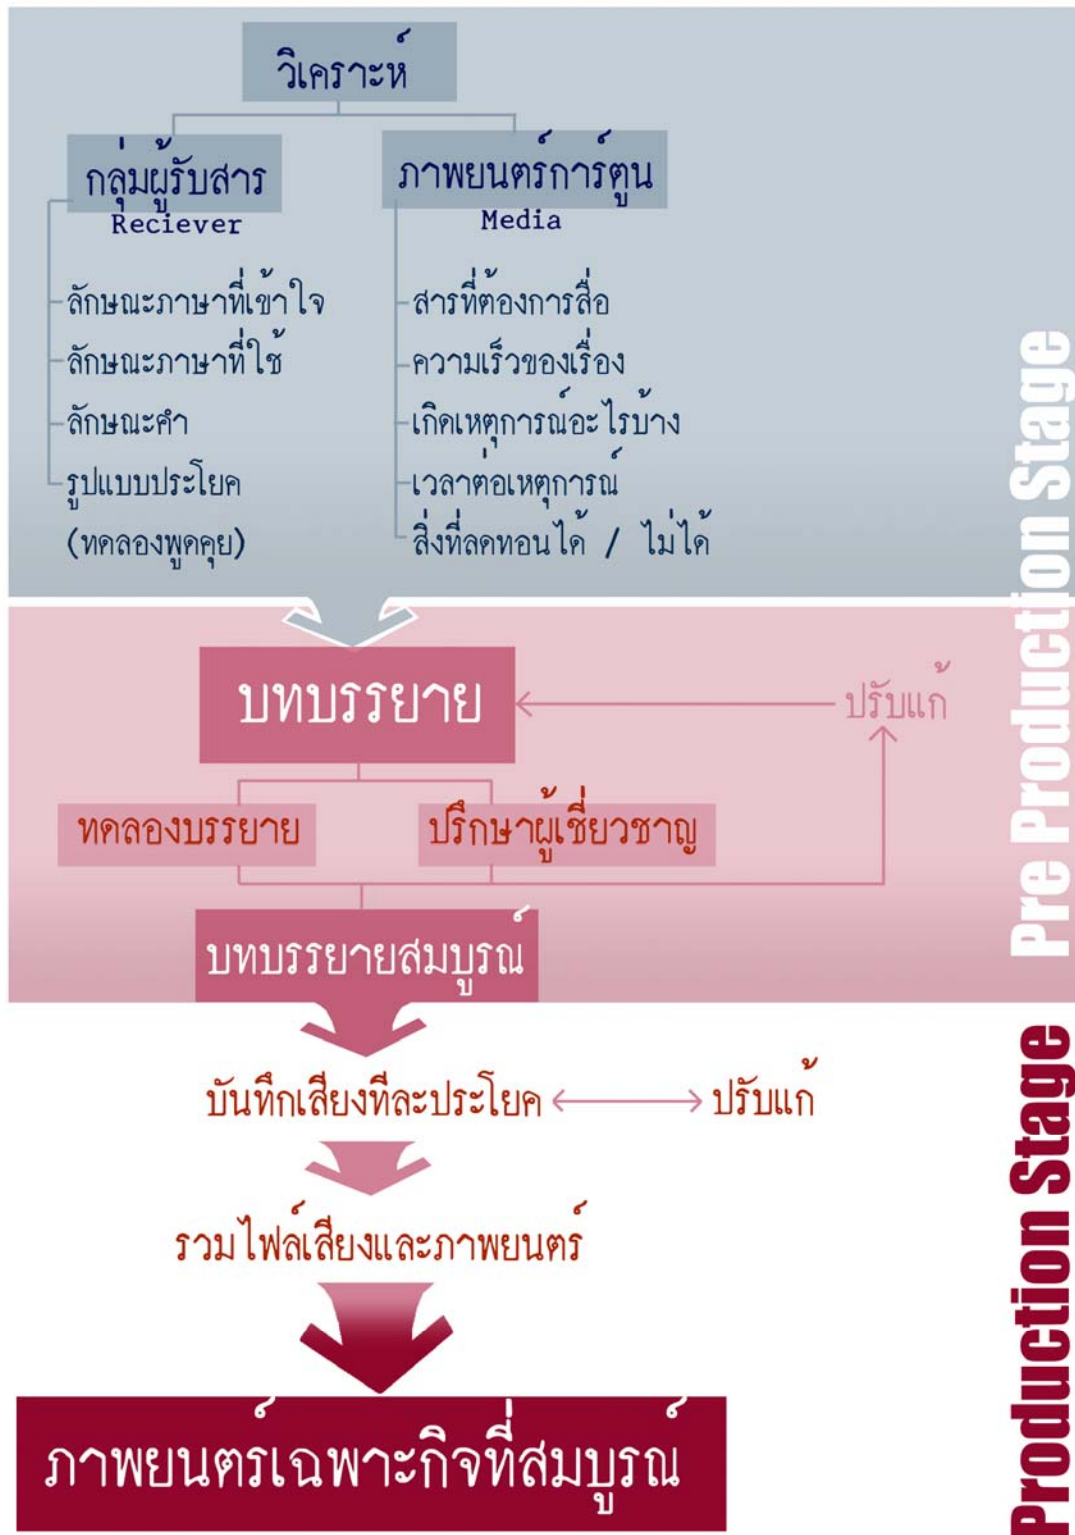 วิเคราะห์
กลุ่มผู้รับสาร
Reciever
ลักษณะภาษาที่เข้าใจ
ลักษณะภาษาที่ใช้
ลักษณะคำ
รูปแบบประโยค
(ทดลองพูดคุย)
ภาพยนตร์การ์ตูน
Media
สารที่ต้องการสื่อ
ความเร็วของเรื่อง
เกิดเหตุการณ์อะไรบ้าง
เวลาต่อเหตุการณ์
สิ่งที่ลดทอนได้ / ไม่ได้
บทบรรยาย
ปรับแก้
ทดลองบรรยาย
ปรึกษาผู้เชี่ยวชาญ
บทบรรยายสมบูรณ์
Pre Production Stage
บันทึกเสียงทีละประโยค
ปรับแก้
รวมไฟล์เสียงและภาพยนตร์
ภาพยนตร์เฉพาะกิจที่สมบูรณ์
Production Stage